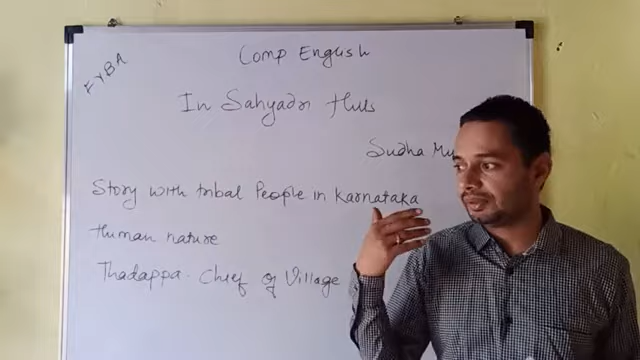 FYBA
Comp English
In Sahyadri Hills
Sudha Mu
Story with tribal People in Karnataka
Human nature
Thadappa. Chief of Village